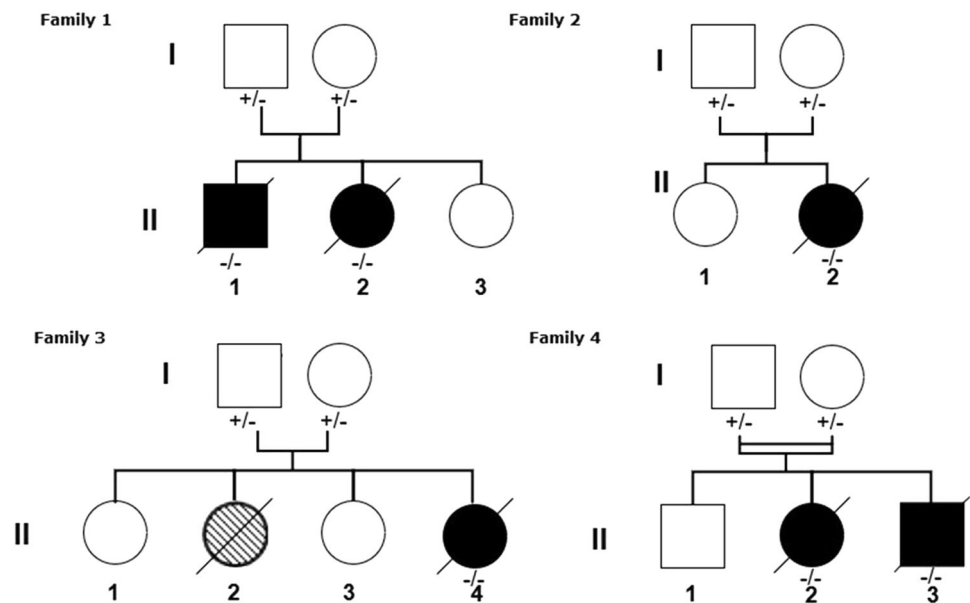 Family 1
I
+/- +/-
II
-/- -/-
1 2 3
Family 2
I
+/- +/-
II
-/-
1 2
Family 3
I
+/- +/-
II
-/-
1 2 3 4
Family 4
I
+/- +/-
II
-/- -/-
1 2 3